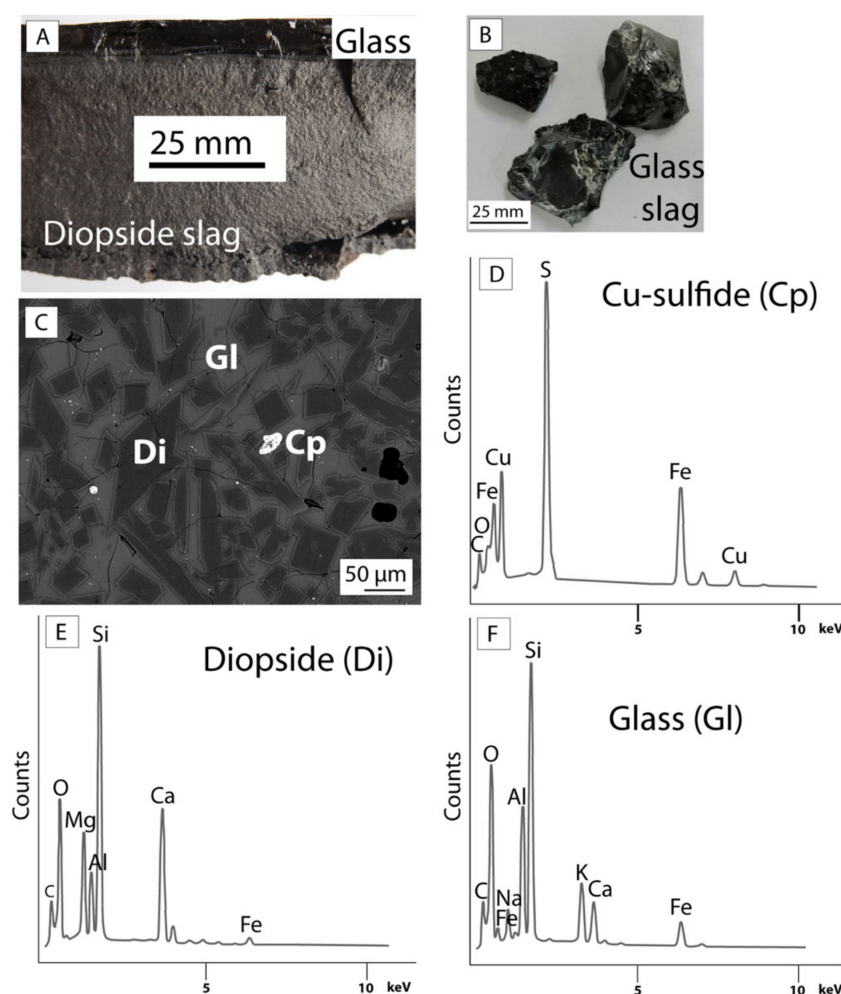 A
Glass
25 mm
Diopside slag
B
Glass
slag
25 mm
C
Gl
Di
Cp
50 μm
D
Cu-sulfide (Cp)
S
Cu
Fe
O
C
Fe
Cu
Counts
5
10
keV
E
Diopside (Di)
Si
O
Ca
Mg
Al
C
Fe
Counts
5
10
keV
F
Glass (Gl)
Si
O
Al
K
Ca
C
Na
Fe
Fe
Counts
5
10
keV